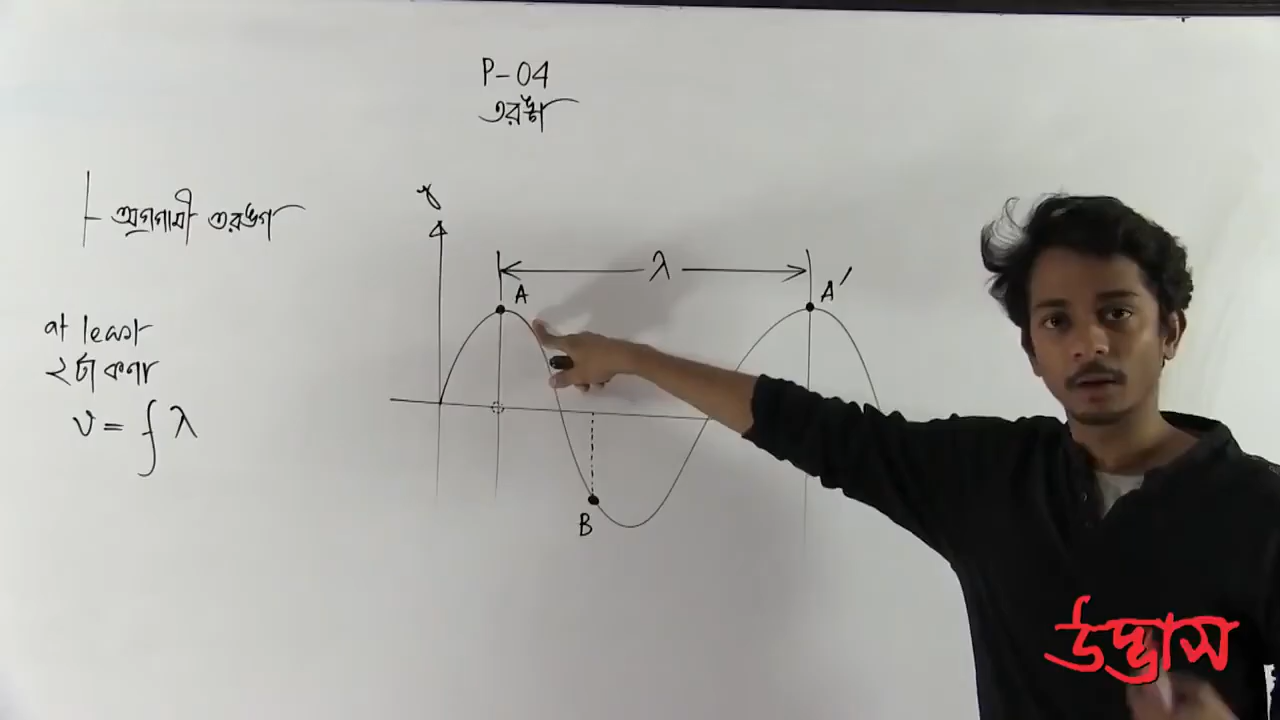 P-04
তরঙ্গ
অগ্রগামী তরঙ্গ
at least
২টা কণার
v = f λ
y
λ
A
A'
B
উদ্ভাস